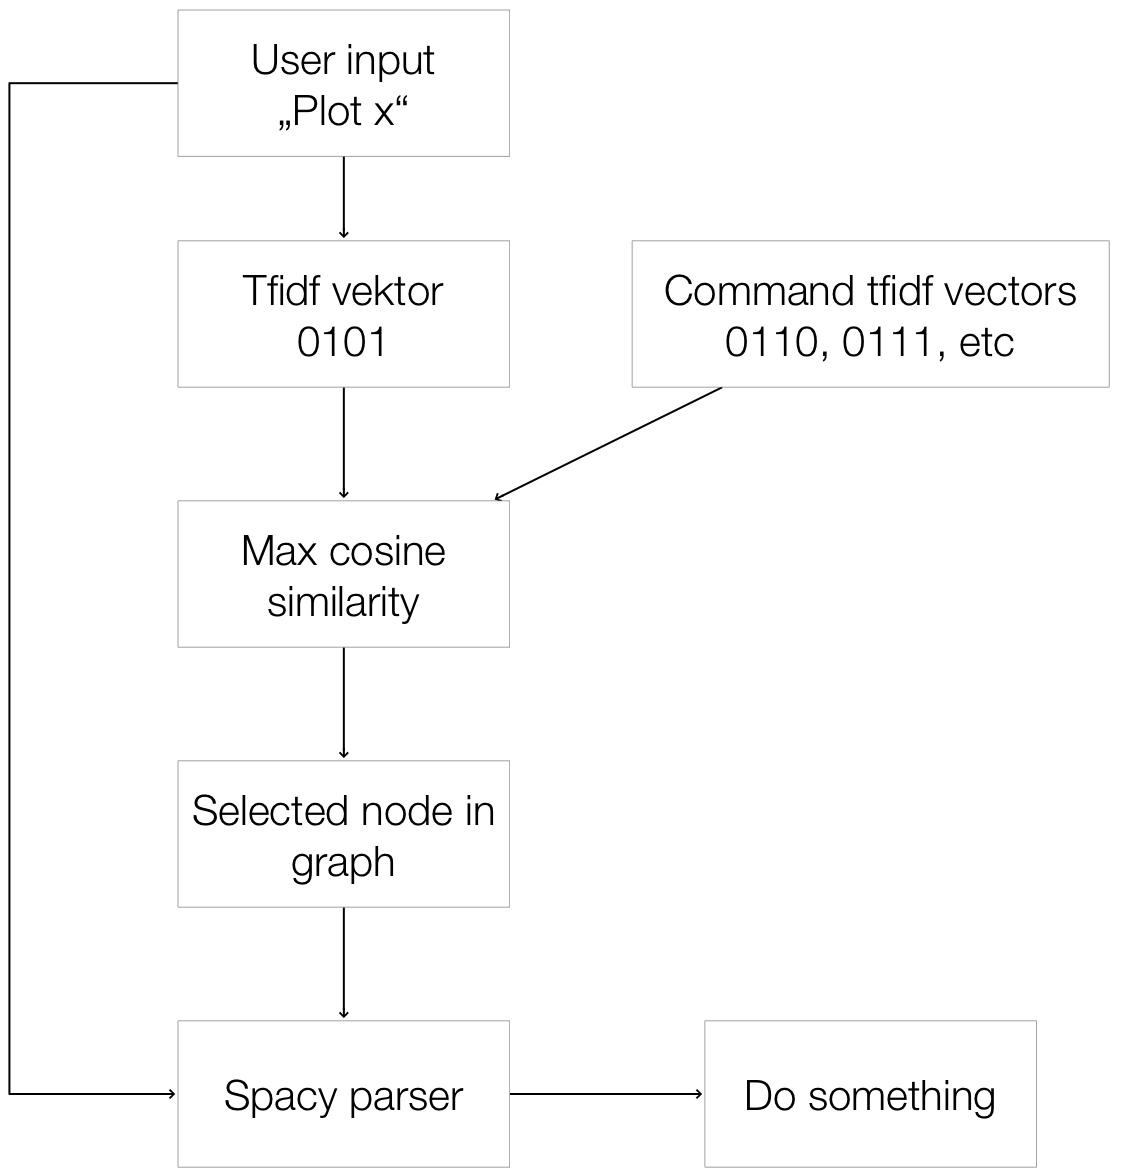 User input
„Plot x“
Tfidf vektor
0101
Command tfidf vectors
0110, 0111, etc
Max cosine
similarity
Selected node in
graph
Spacy parser
Do something